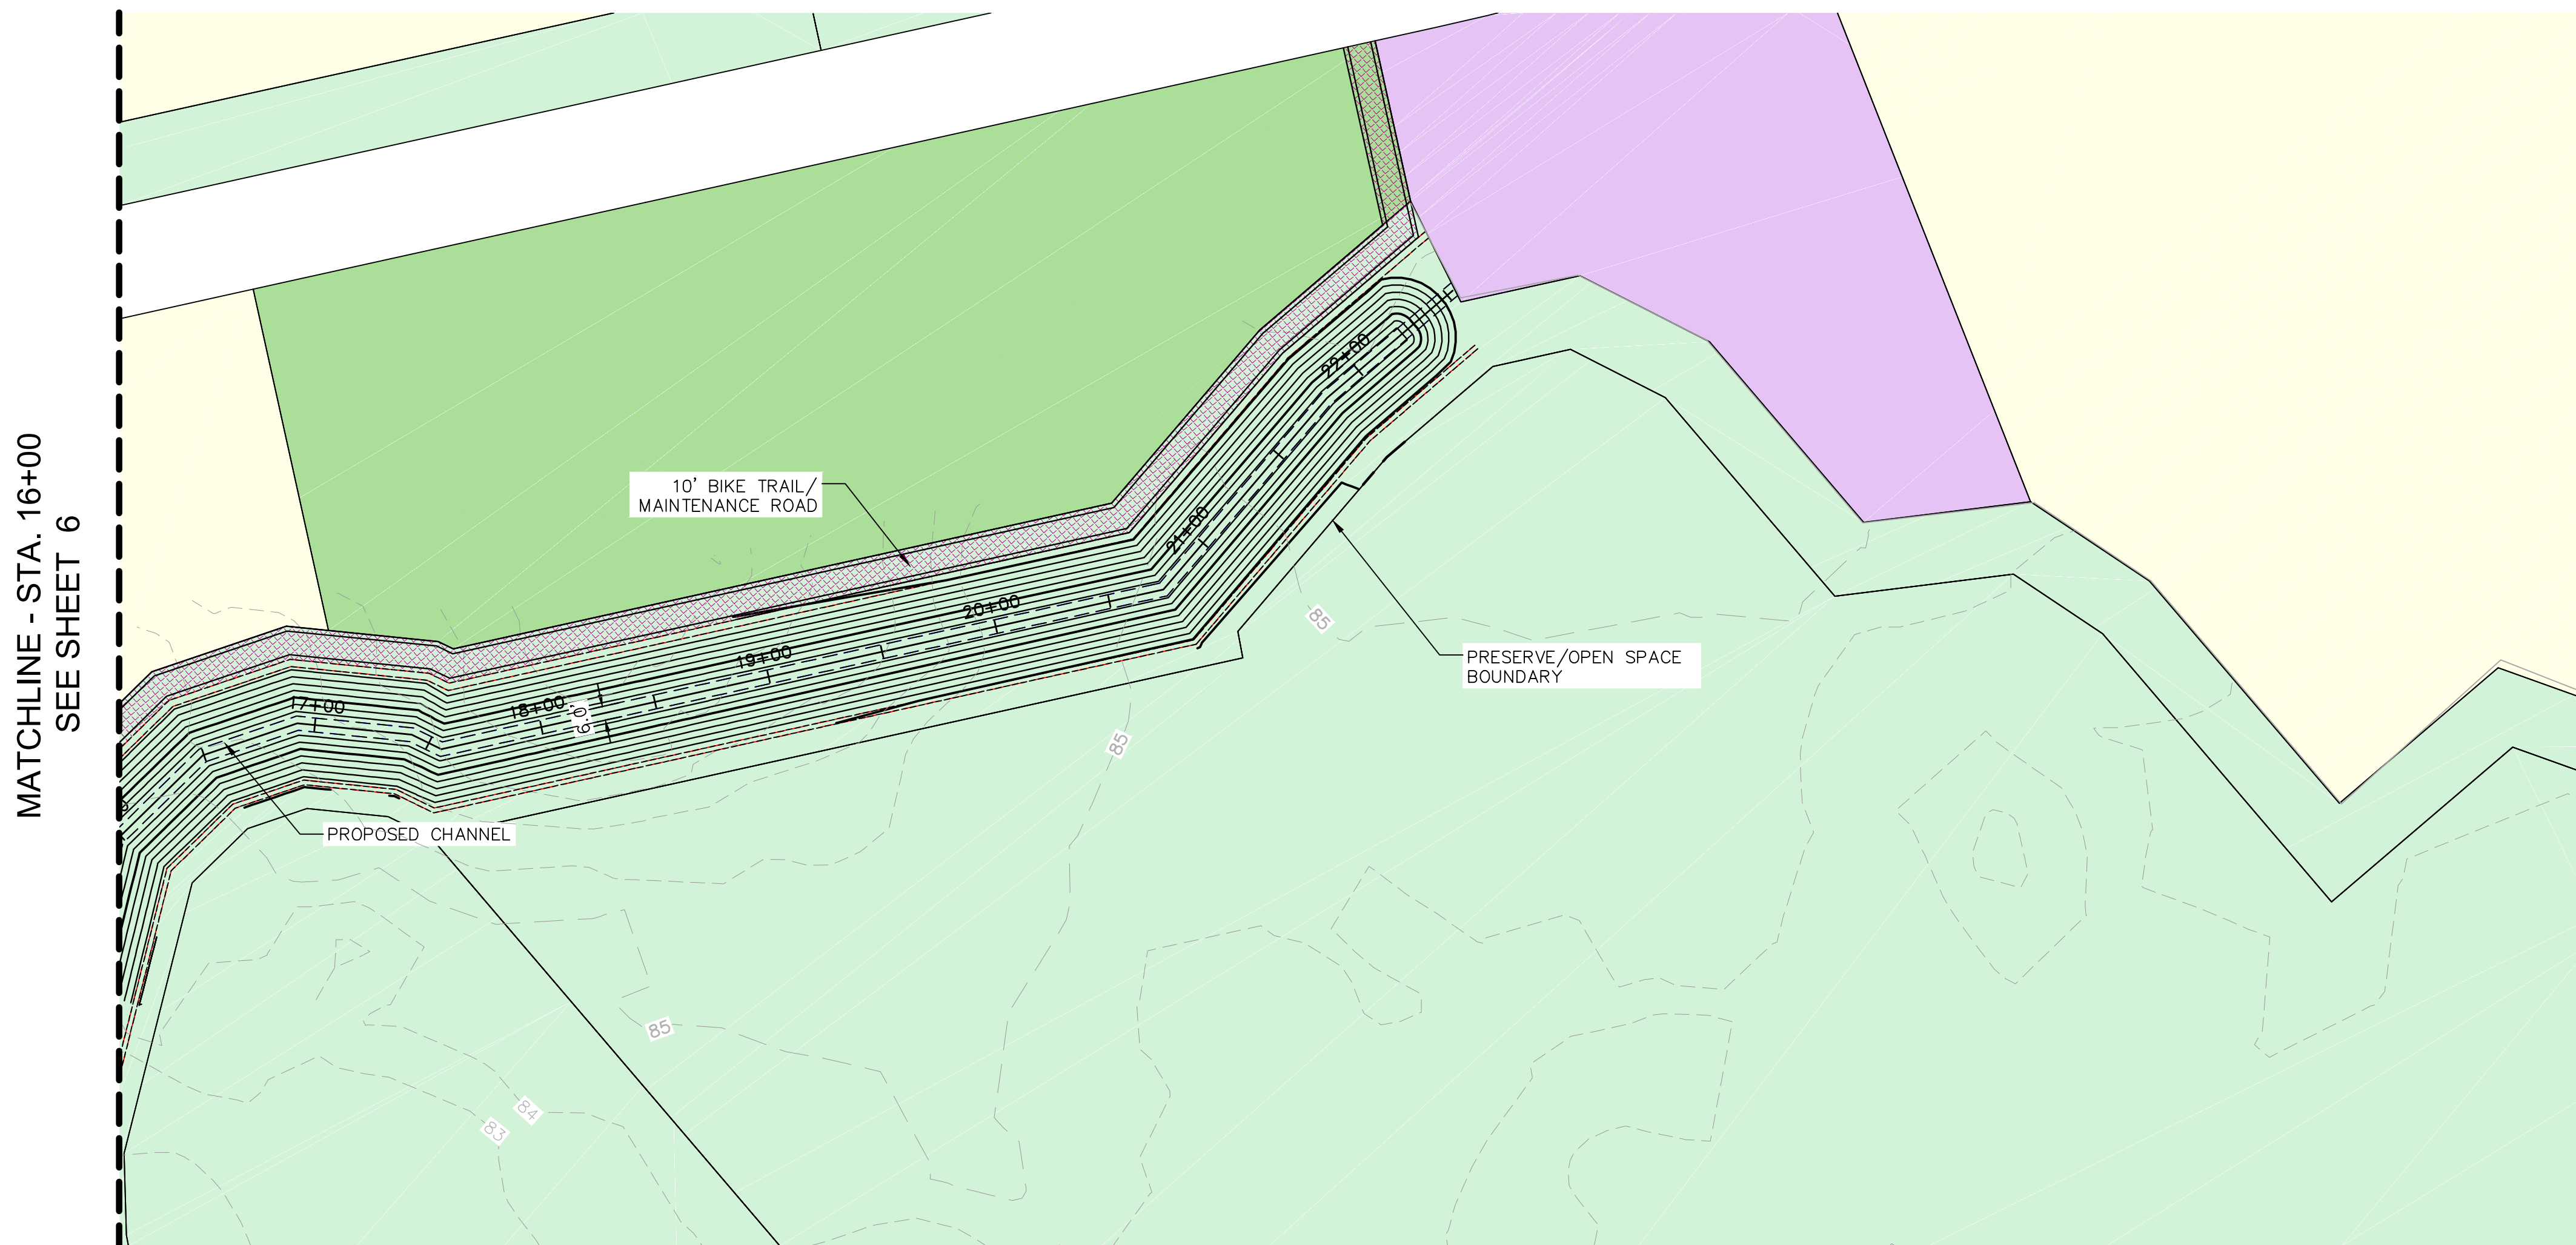 MATCHLINE - STA. 16+00
SEE SHEET 6
10' BIKE TRAIL/
MAINTENANCE ROAD
22+00
21+00
20+00
19+00
18+00
6.0'
17+00
PROPOSED CHANNEL
PRESERVE/OPEN SPACE
BOUNDARY
85
85
85
84
83